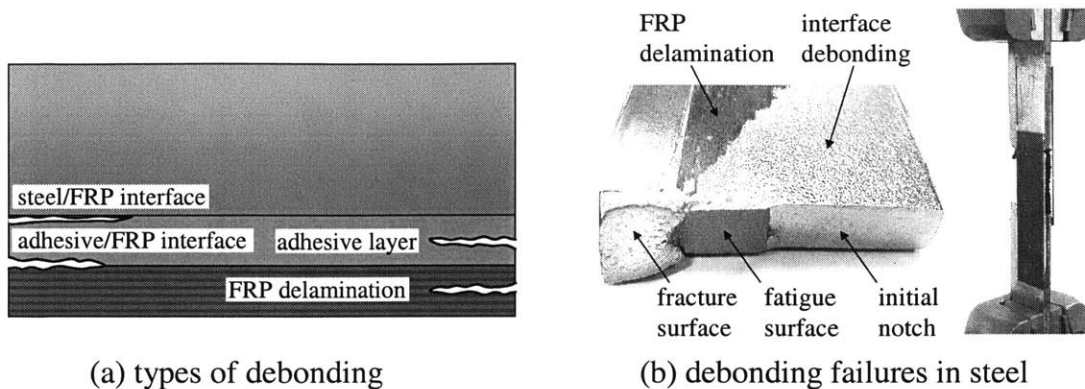 steel/FRP interface
adhesive/FRP interface
adhesive layer
FRP delamination
(a) types of debonding
FRP
delamination
interface
debonding
fracture
surface
fatigue
surface
initial
notch
(b) debonding failures in steel